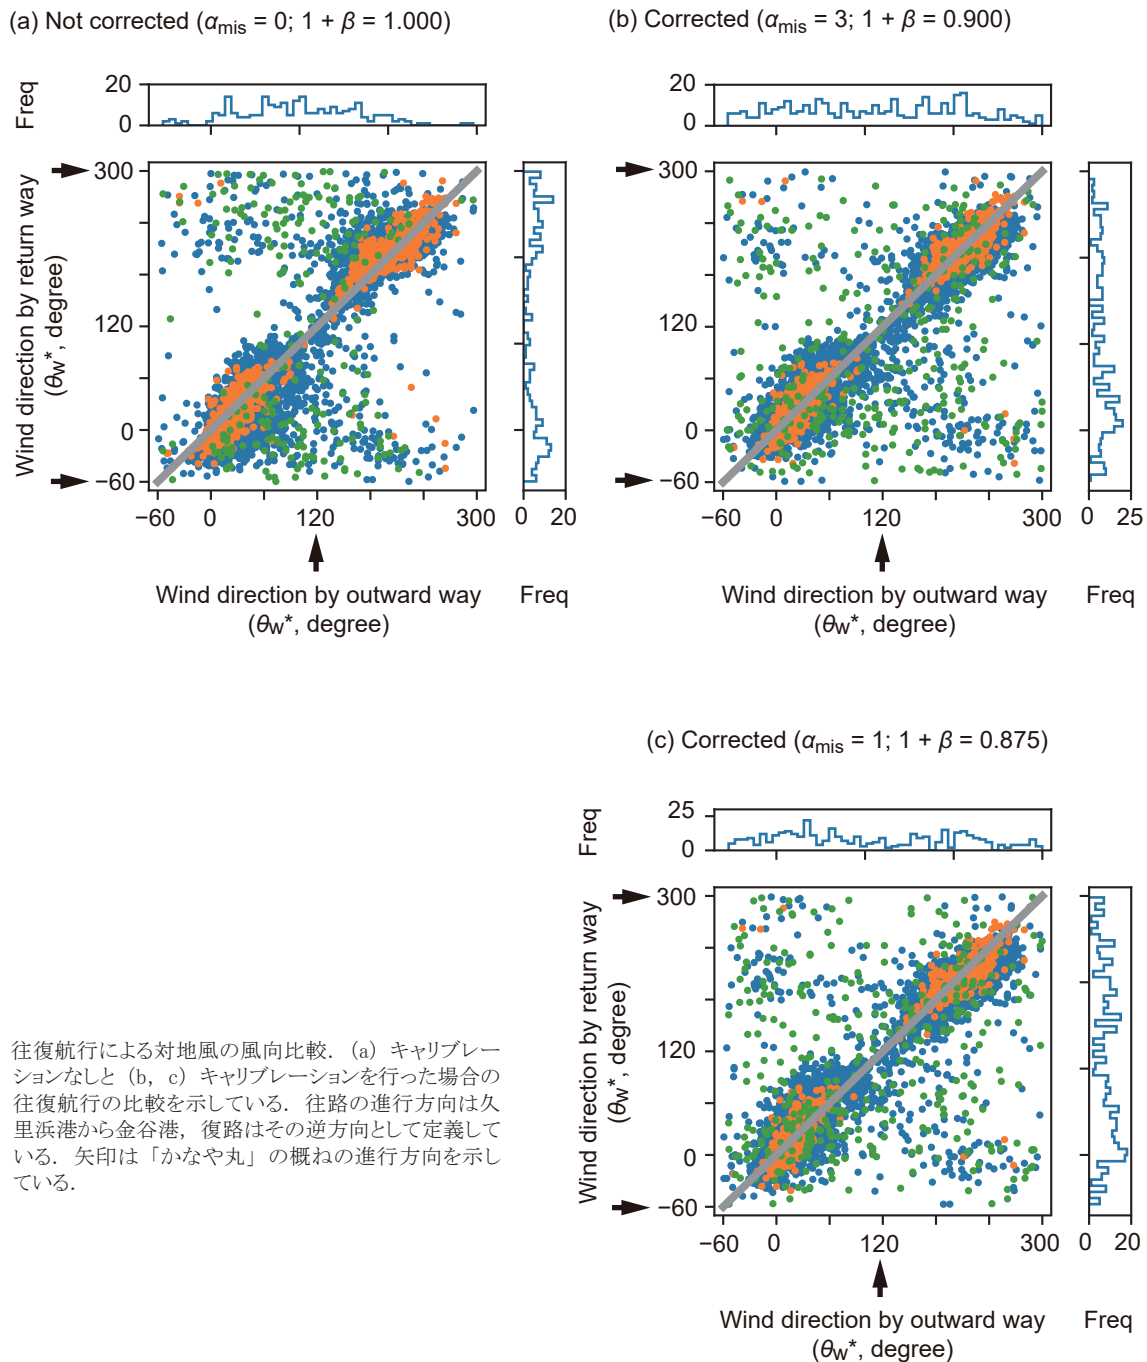 (a) Not corrected (αmis = 0; 1 + β = 1.000)
Freq
20
0
Wind direction by return way
(θw*, degree)
300
120
0
−60
−60 0 120 300
0 20
Wind direction by outward way
(θw*, degree)
Freq
(b) Corrected (αmis = 3; 1 + β = 0.900)
20
0
300
120
0
−60
−60 0 120 300
0 25
Wind direction by outward way
(θw*, degree)
Freq
(c) Corrected (αmis = 1; 1 + β = 0.875)
Freq
25
0
Wind direction by return way
(θw*, degree)
300
120
0
−60
−60 0 120 300
0 20
Wind direction by outward way
(θw*, degree)
Freq
往復航行による対地風の風向比較. (a) キャリブレー
ションなしと (b, c) キャリブレーションを行った場合の
往復航行の比較を示している. 往路の進行方向は久
里浜港から金谷港, 復路はその逆方向として定義して
いる. 矢印は「かなや丸」の概ねの進行方向を示し
ている.